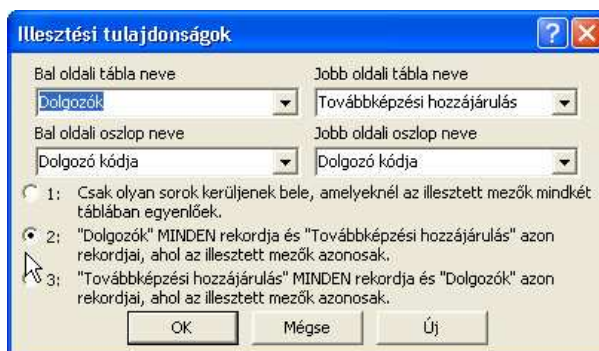 Illesztési tulajdonságok
Bal oldali tábla neve Jobb oldali tábla neve
Dolgozók Továbbképzési hozzájárulás
Bal oldali oszlop neve Jobb oldali oszlop neve
Dolgozó kódja Dolgozó kódja
1: Csak olyan sorok kerüljenek bele, amelyeknél az illesztett mezők mindkét
táblában egyenlőek.
2: "Dolgozók" MINDEN rekordja és "Továbbképzési hozzájárulás" azon
rekordjai, ahol az illesztett mezők azonosak.
3: "Továbbképzési hozzájárulás" MINDEN rekordja és "Dolgozók" azon
rekordjai, ahol az illesztett mezők azonosak.
OK Mégse Új